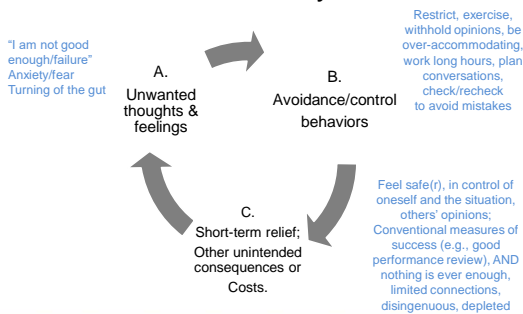 “I am not good
enough/failure”
Anxiety/fear
Turning of the gut
A.
Unwanted
thoughts &
feelings
Restrict, exercise,
withhold opinions, be
over-accommodating,
work long hours, plan
conversations,
check/recheck
to avoid mistakes
B.
Avoidance/control
behaviors
C.
Short-term relief;
Other unintended
consequences or
Costs.
Feel safe(r), in control of
oneself and the situation,
others’ opinions;
Conventional measures of
success (e.g., good
performance review), AND
nothing is ever enough,
limited connections,
disingenuous, depleted